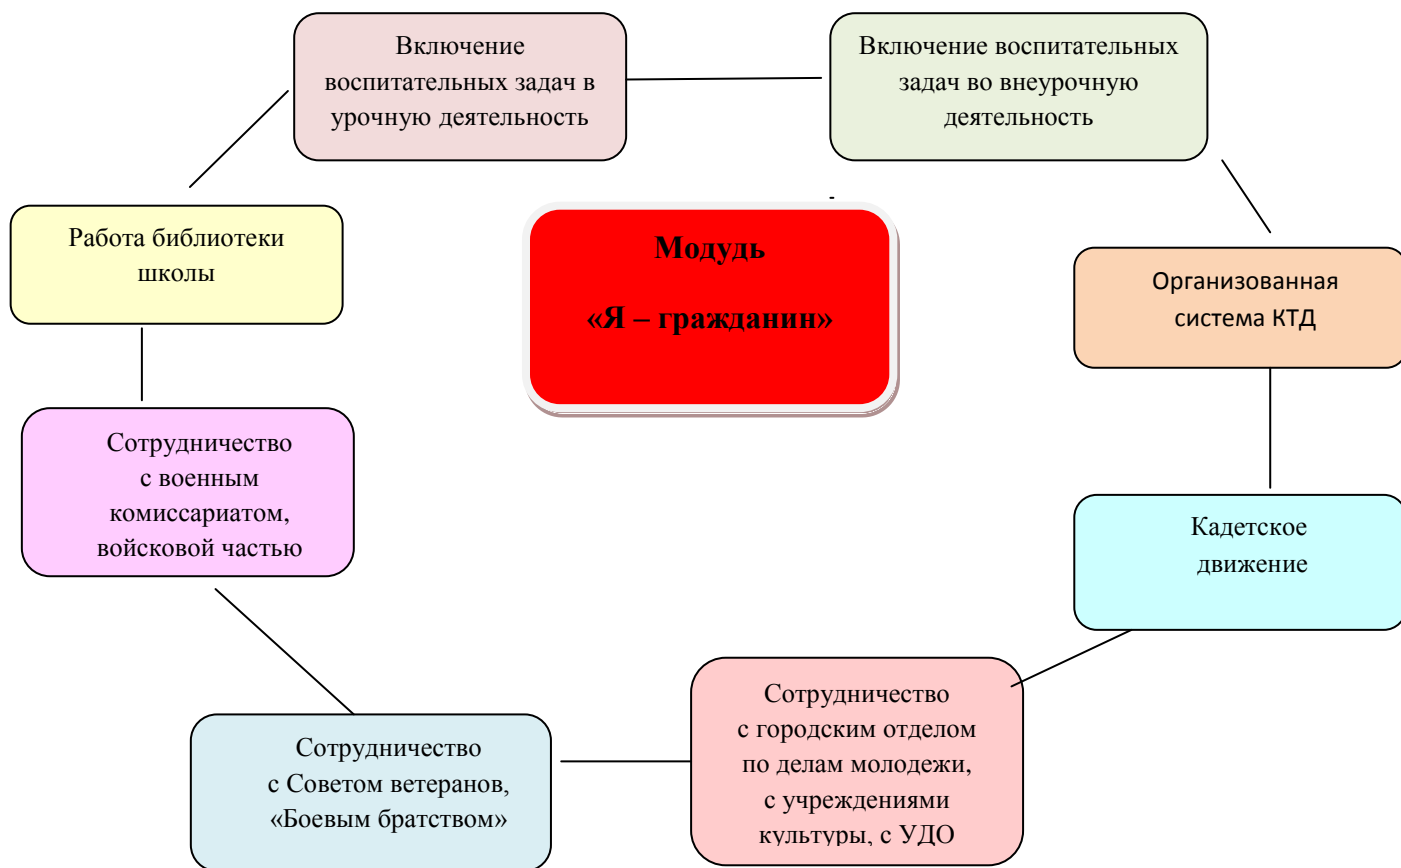 Включение
воспитательных задач в
урочную деятельность
Включение воспитательных
задач во внеурочную
деятельность
Работа библиотеки
школы
Модудь
«Я – гражданин»
Организованная
система КТД
Сотрудничество
с военным
комиссариатом,
войсковой частью
Кадетское
движение
Сотрудничество
с Советом ветеранов,
«Боевым братством»
Сотрудничество
с городским отделом
по делам молодежи,
с учреждениями
культуры, с УДО